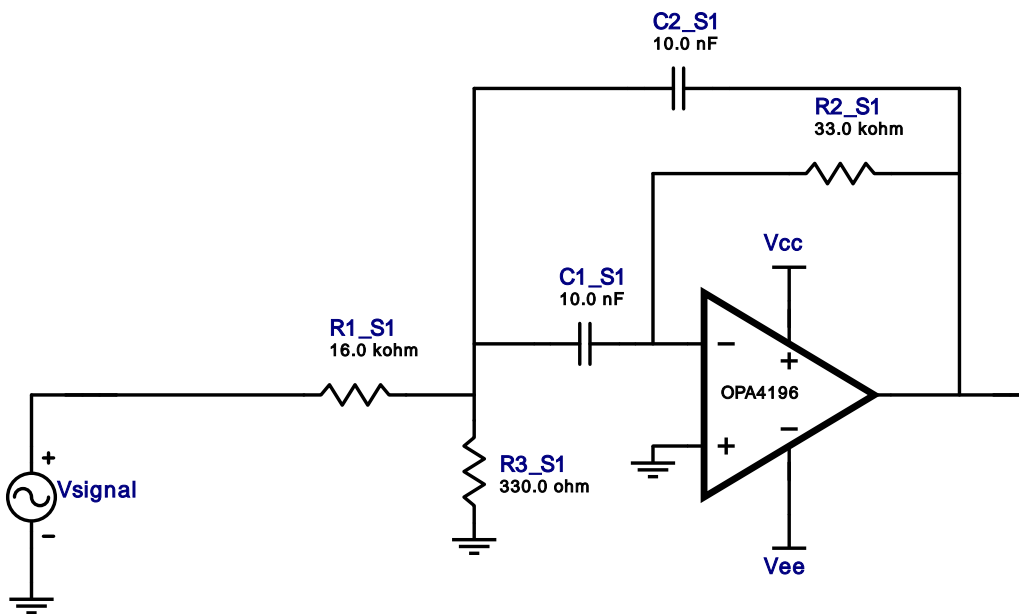 C2_S1
10.0 nF
R2_S1
33.0 kohm
Vcc
C1_S1
10.0 nF
R1_S1
16.0 kohm
−
+
OPA4196
−
+
+
R3_S1
330.0 ohm
Vsignal
−
Vee